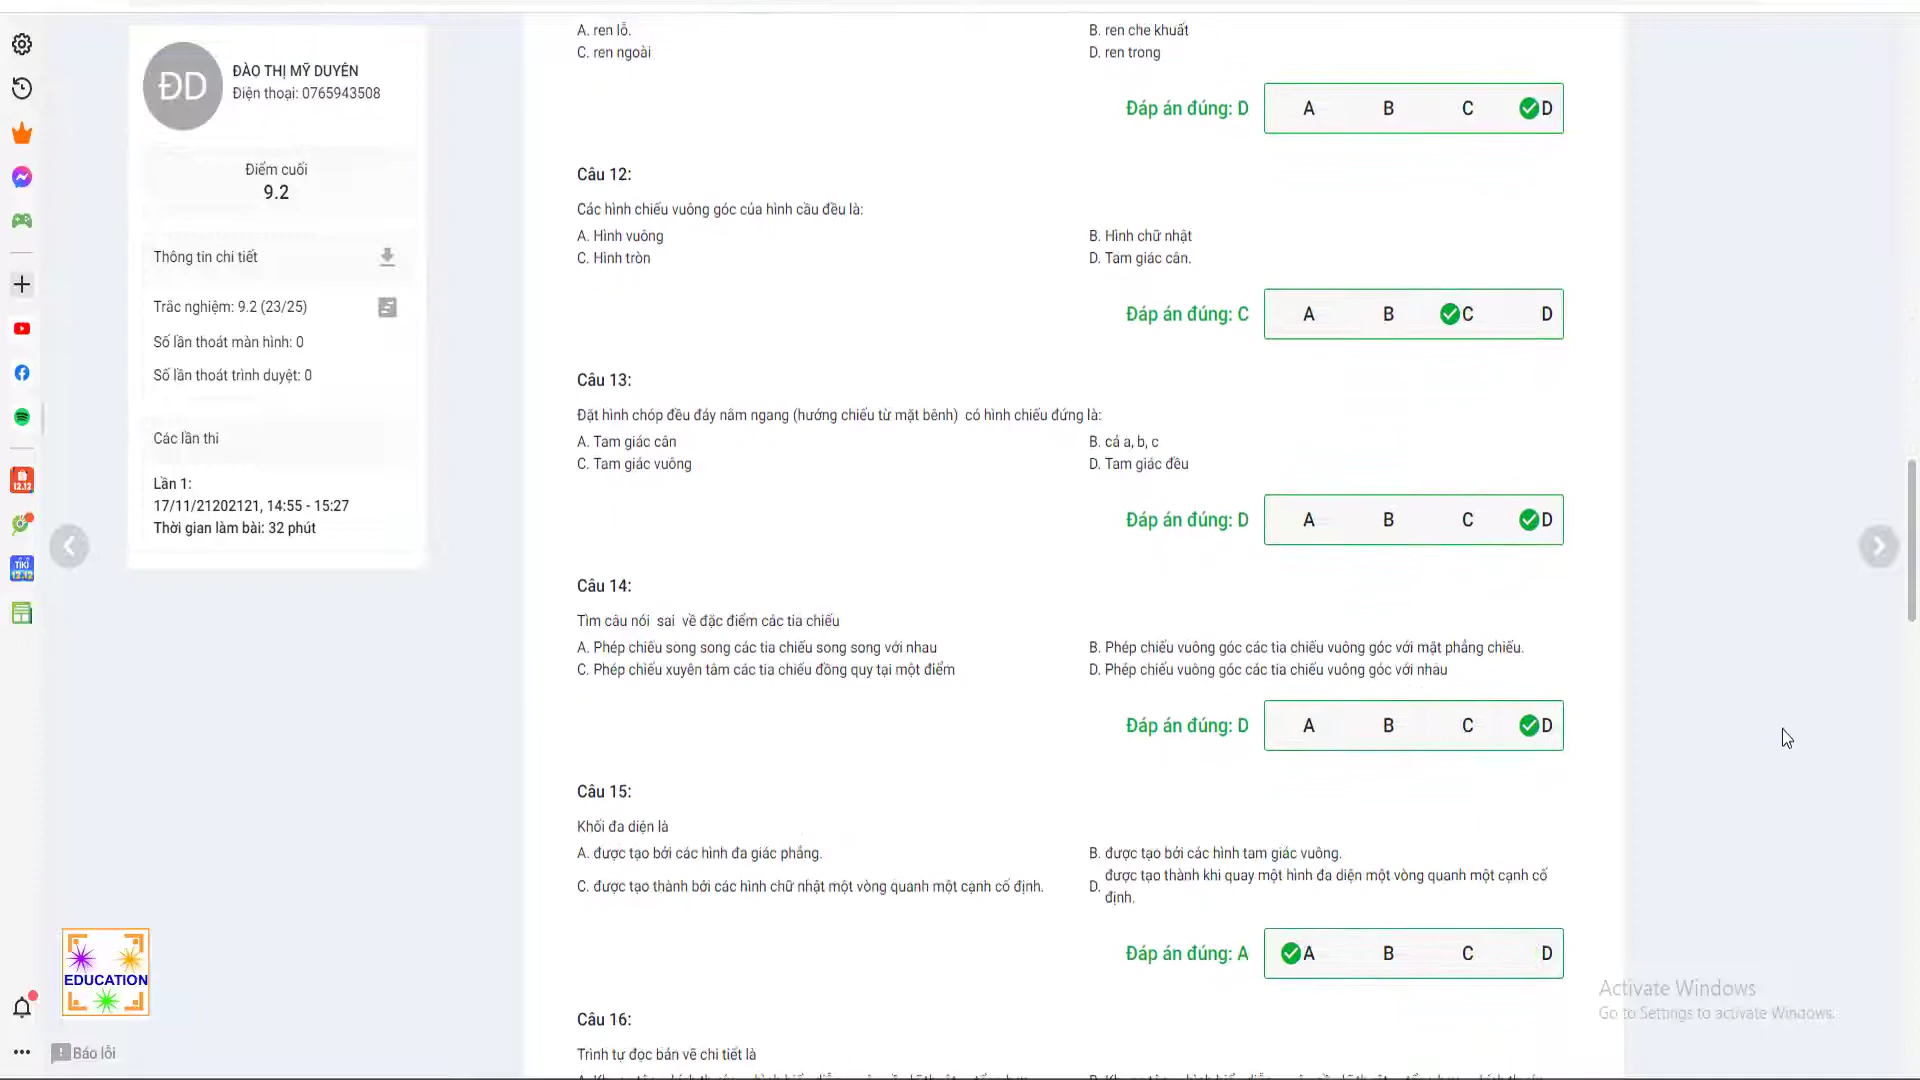 ĐD
ĐÀO THỊ MỸ DUYÊN
Điện thoại: 0765943508
Điểm cuối
9.2
Thông tin chi tiết
Trắc nghiệm: 9.2 (23/25)
Số lần thoát màn hình: 0
Số lần thoát trình duyệt: 0
Các lần thi
Lần 1:
17/11/21202121, 14:55 - 15:27
Thời gian làm bài: 32 phút
12.12
TIKI
12.12
EDUCATION
Báo lỗi
A. ren lỗ.
B. ren che khuất
C. ren ngoài
D. ren trong
Đáp án đúng: D A B C D
Câu 12:
Các hình chiếu vuông góc của hình cầu đều là:
A. Hình vuông
B. Hình chữ nhật
C. Hình tròn
D. Tam giác cân.
Đáp án đúng: C A B C D
Câu 13:
Đặt hình chóp đều đáy nằm ngang (hướng chiếu từ mặt bênh) có hình chiếu đứng là:
A. Tam giác cân
B. cả a, b, c
C. Tam giác vuông
D. Tam giác đều
Đáp án đúng: D A B C D
Câu 14:
Tìm câu nói sai về đặc điểm các tia chiếu
A. Phép chiếu song song các tia chiếu song song với nhau
B. Phép chiếu vuông góc các tia chiếu vuông góc với mặt phẳng chiếu.
C. Phép chiếu xuyên tâm các tia chiếu đồng quy tại một điểm
D. Phép chiếu vuông góc các tia chiếu vuông góc với nhau
Đáp án đúng: D A B C D
Câu 15:
Khối đa diện là
A. được tạo bởi các hình đa giác phẳng.
B. được tạo bởi các hình tam giác vuông.
C. được tạo thành bởi các hình chữ nhật một vòng quanh một cạnh cố định.
D. được tạo thành khi quay một hình đa diện một vòng quanh một cạnh cố
định.
Đáp án đúng: A A B C D
Câu 16:
Trình tự đọc bản vẽ chi tiết là
Activate Windows
Go to Settings to activate Windows.